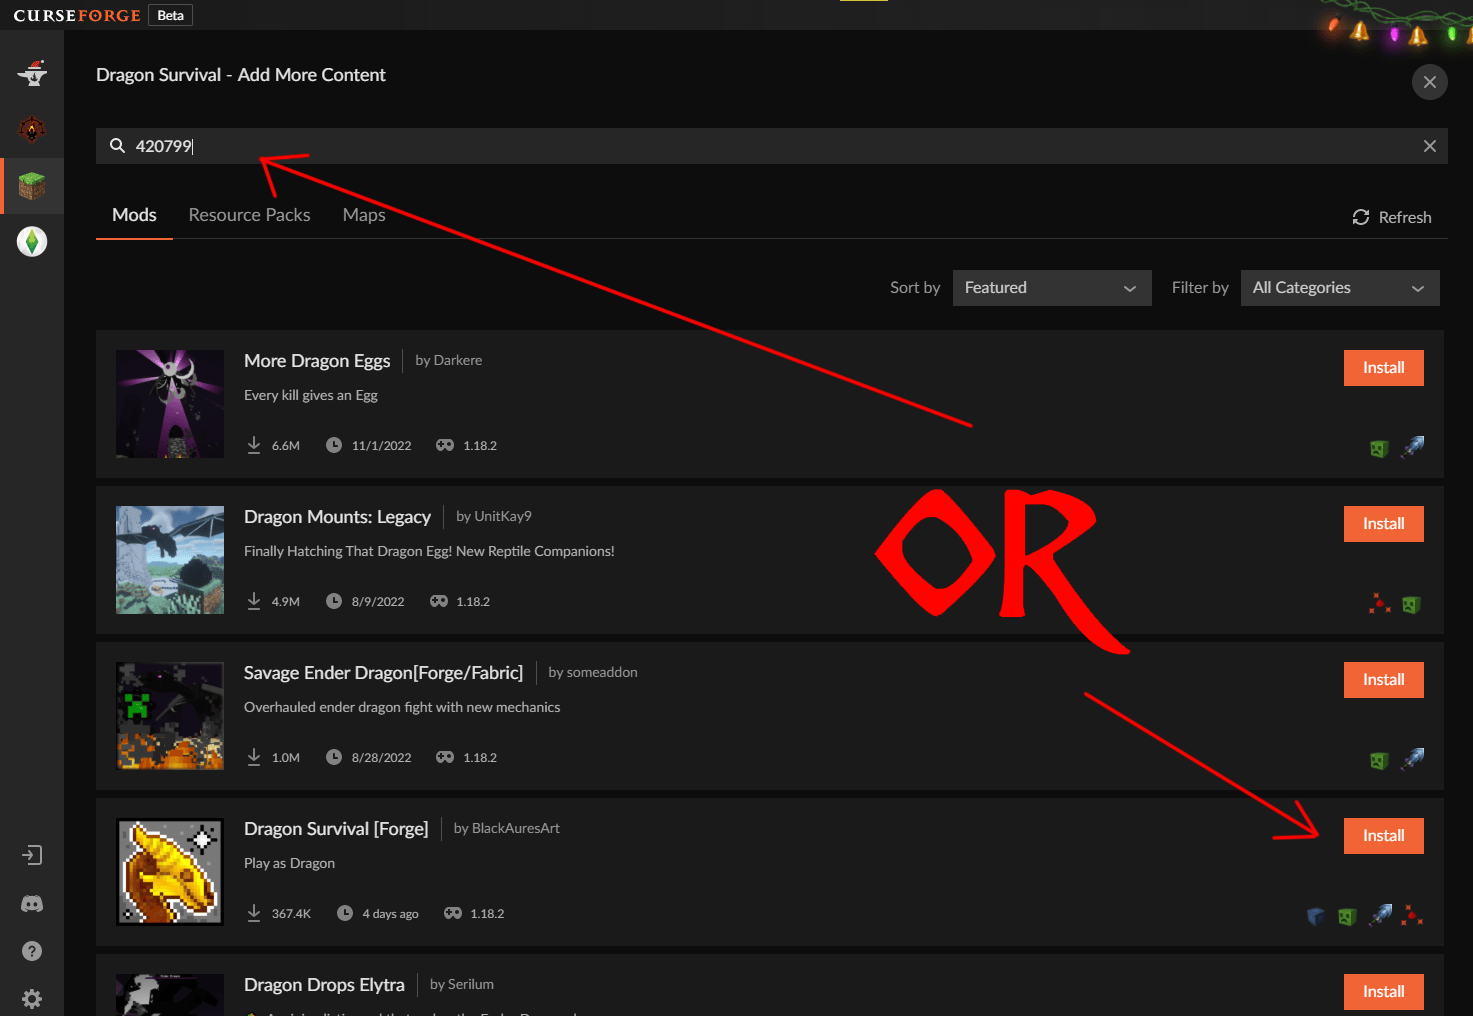 CURSEFORGE Beta
Dragon Survival - Add More Content
420799
Mods Resource Packs Maps
Refresh
Sort by Featured Filter by All Categories
More Dragon Eggs by Darkere
Install
Every kill gives an Egg
6.6M 11/1/2022 1.18.2
OR
Dragon Mounts: Legacy by UnitKay9
Install
Finally Hatching That Dragon Egg! New Reptile Companions!
4.9M 8/9/2022 1.18.2
Savage Ender Dragon[Forge/Fabric] by someaddon
Install
Overhauled ender dragon fight with new mechanics
1.0M 8/28/2022 1.18.2
Dragon Survival [Forge] by BlackAuresArt
Install
Play as Dragon
367.4K 4 days ago 1.18.2
Dragon Drops Elytra by Serilum
Install